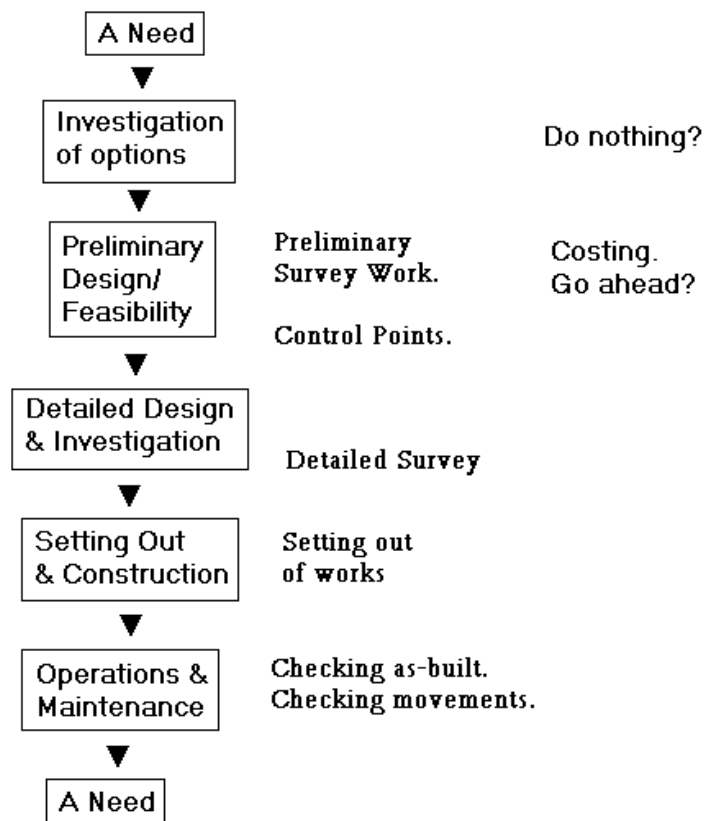 A Need
Investigation
of options
Do nothing?
Preliminary
Design/
Feasibility
Preliminary
Survey Work.
Control Points.
Costing.
Go ahead?
Detailed Design
& Investigation
Detailed Survey
Setting Out
& Construction
Setting out
of works
Operations &
Maintenance
Checking as-built.
Checking movements.
A Need